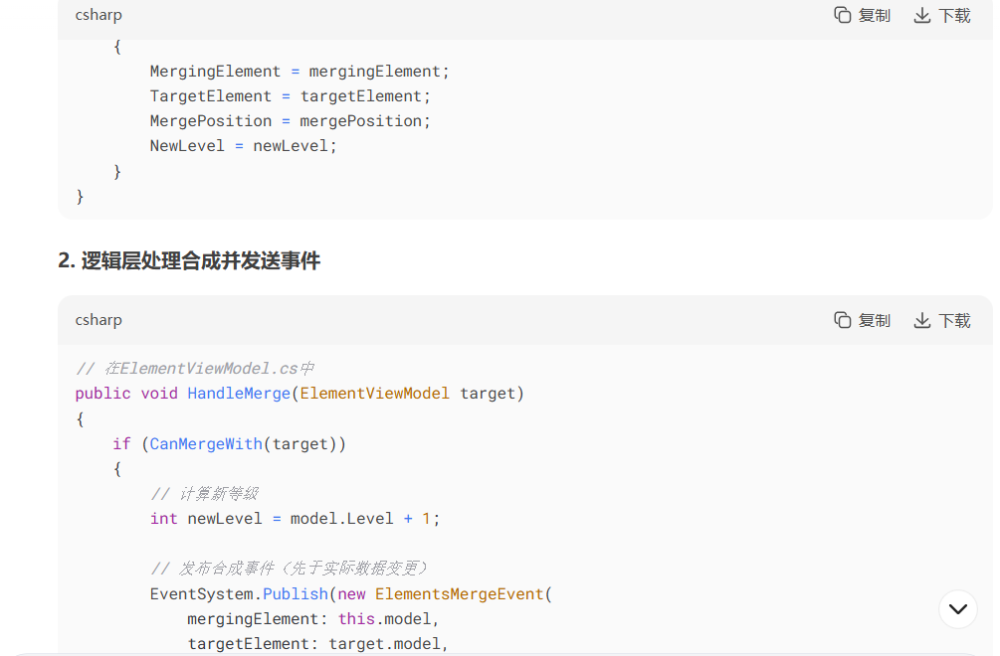 csharp 复制 下载
{
MergingElement = mergingElement;
TargetElement = targetElement;
MergePosition = mergePosition;
NewLevel = newLevel;
}
}
2. 逻辑层处理合成并发送事件
csharp 复制 下载
// 在ElementViewModel.cs中
public void HandleMerge(ElementViewModel target)
{
if (CanMergeWith(target))
{
// 计算新等级
int newLevel = model.Level + 1;
// 发布合成事件（先于实际数据变更）
EventSystem.Publish(new ElementsMergeEvent(
mergingElement: this.model,
targetElement: target.model,